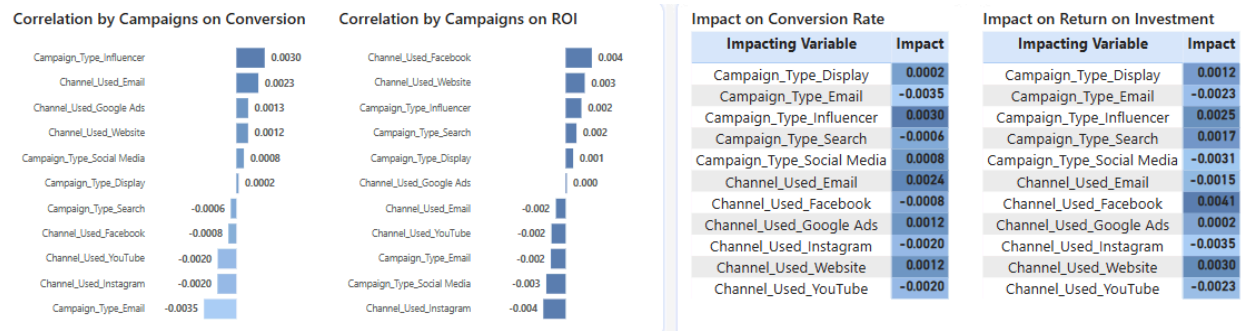 Correlation by Campaigns on Conversion
Campaign_Type_Influencer 0.0030
Channel_Used_Email 0.0023
Channel_Used_Google Ads 0.0013
Channel_Used_Website 0.0012
Campaign_Type_Social Media 0.0008
Campaign_Type_Display 0.0002
Campaign_Type_Search -0.0006
Channel_Used_Facebook -0.0008
Channel_Used_YouTube -0.0020
Channel_Used_Instagram -0.0020
Campaign_Type_Email -0.0035
Correlation by Campaigns on ROI
Channel_Used_Facebook 0.004
Channel_Used_Website 0.003
Campaign_Type_Influencer 0.002
Campaign_Type_Search 0.002
Campaign_Type_Display 0.001
Channel_Used_Google Ads 0.000
Channel_Used_Email -0.002
Channel_Used_YouTube -0.002
Campaign_Type_Email -0.002
Campaign_Type_Social Media -0.003
Channel_Used_Instagram -0.004
Impact on Conversion Rate
Impacting Variable Impact
Campaign_Type_Display 0.0002
Campaign_Type_Email -0.0035
Campaign_Type_Influencer 0.0030
Campaign_Type_Search -0.0006
Campaign_Type_Social Media 0.0008
Channel_Used_Email 0.0024
Channel_Used_Facebook -0.0008
Channel_Used_Google Ads 0.0012
Channel_Used_Instagram -0.0020
Channel_Used_Website 0.0012
Channel_Used_YouTube -0.0020
Impact on Return on Investment
Impacting Variable Impact
Campaign_Type_Display 0.0012
Campaign_Type_Email -0.0023
Campaign_Type_Influencer 0.0025
Campaign_Type_Search 0.0017
Campaign_Type_Social Media -0.0031
Channel_Used_Email -0.0015
Channel_Used_Facebook 0.0041
Channel_Used_Google Ads 0.0002
Channel_Used_Instagram -0.0035
Channel_Used_Website 0.0030
Channel_Used_YouTube -0.0023